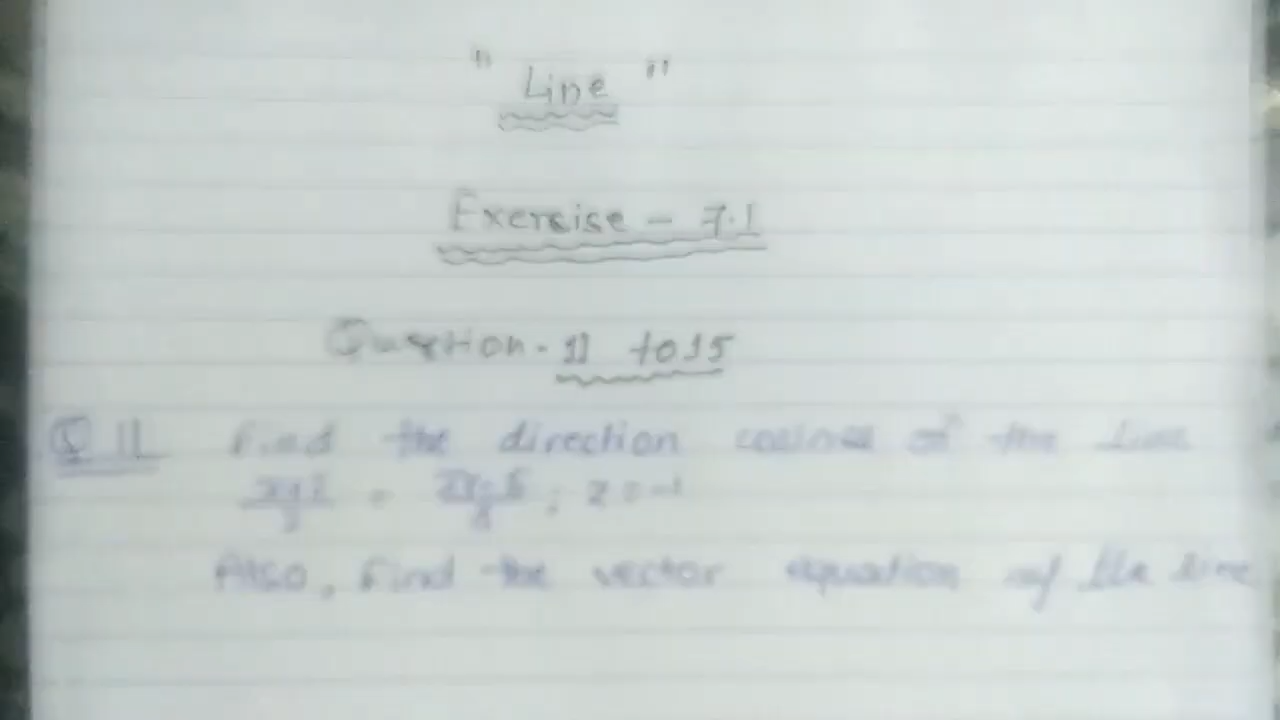 " Line "
Exercise - 7.1
Question - 11 to 15
Q 11 Find the direction cosines of the line
= ; z = -1
Also, Find the vector equation of the line